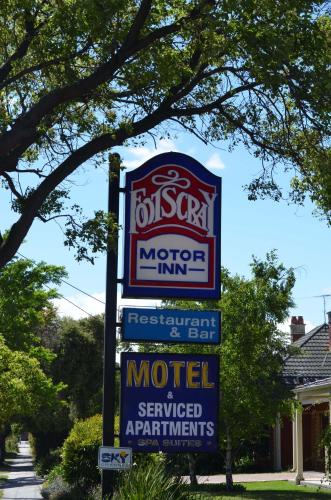 FOOTSCRAY
MOTOR
INN
Restaurant
& Bar
MOTEL
&
SERVICED
APARTMENTS
SPA SUITES
SKY